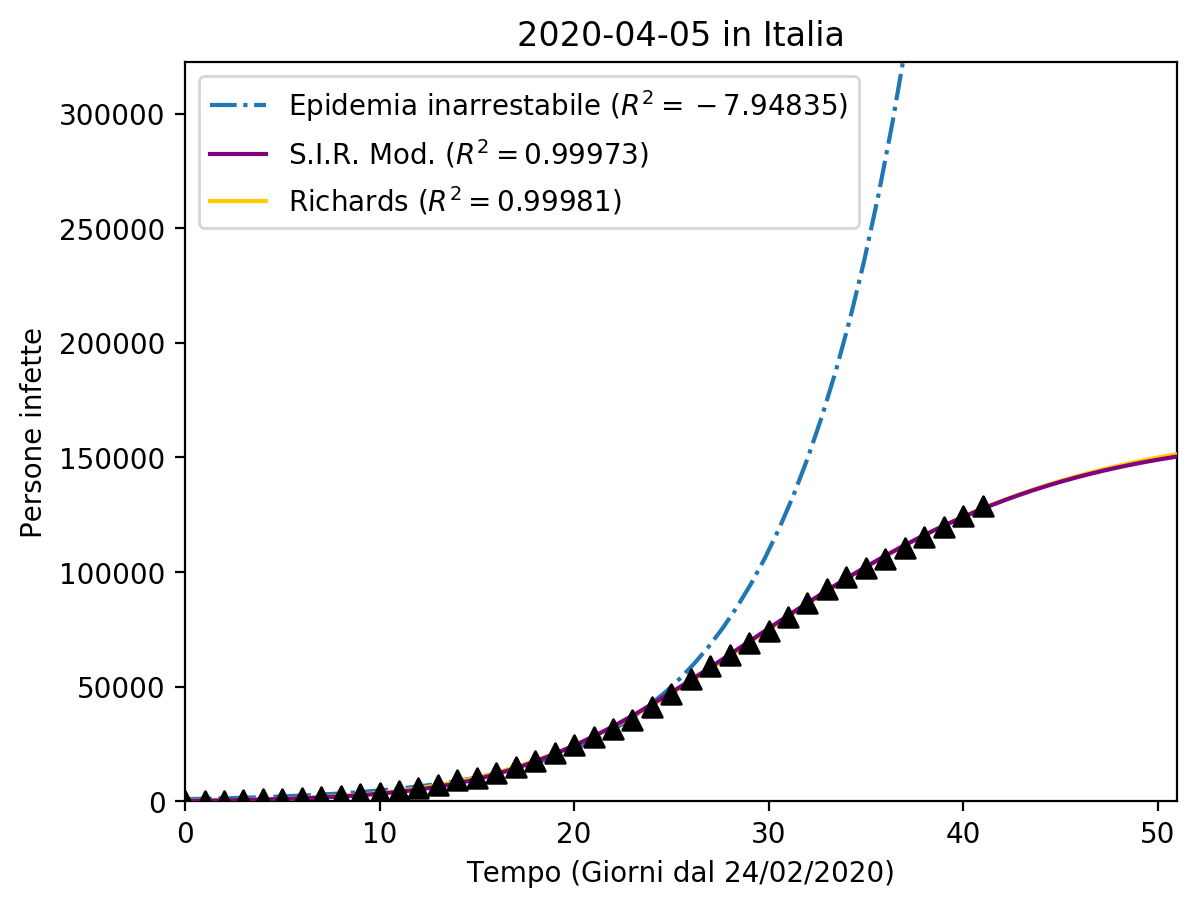 2020-04-05 in Italia
Epidemia inarrestabile (R² = −7.94835)
S.I.R. Mod. (R² = 0.99973)
Richards (R² = 0.99981)
300000
250000
200000
150000
100000
50000
0
Persone infette
0 10 20 30 40 50
Tempo (Giorni dal 24/02/2020)